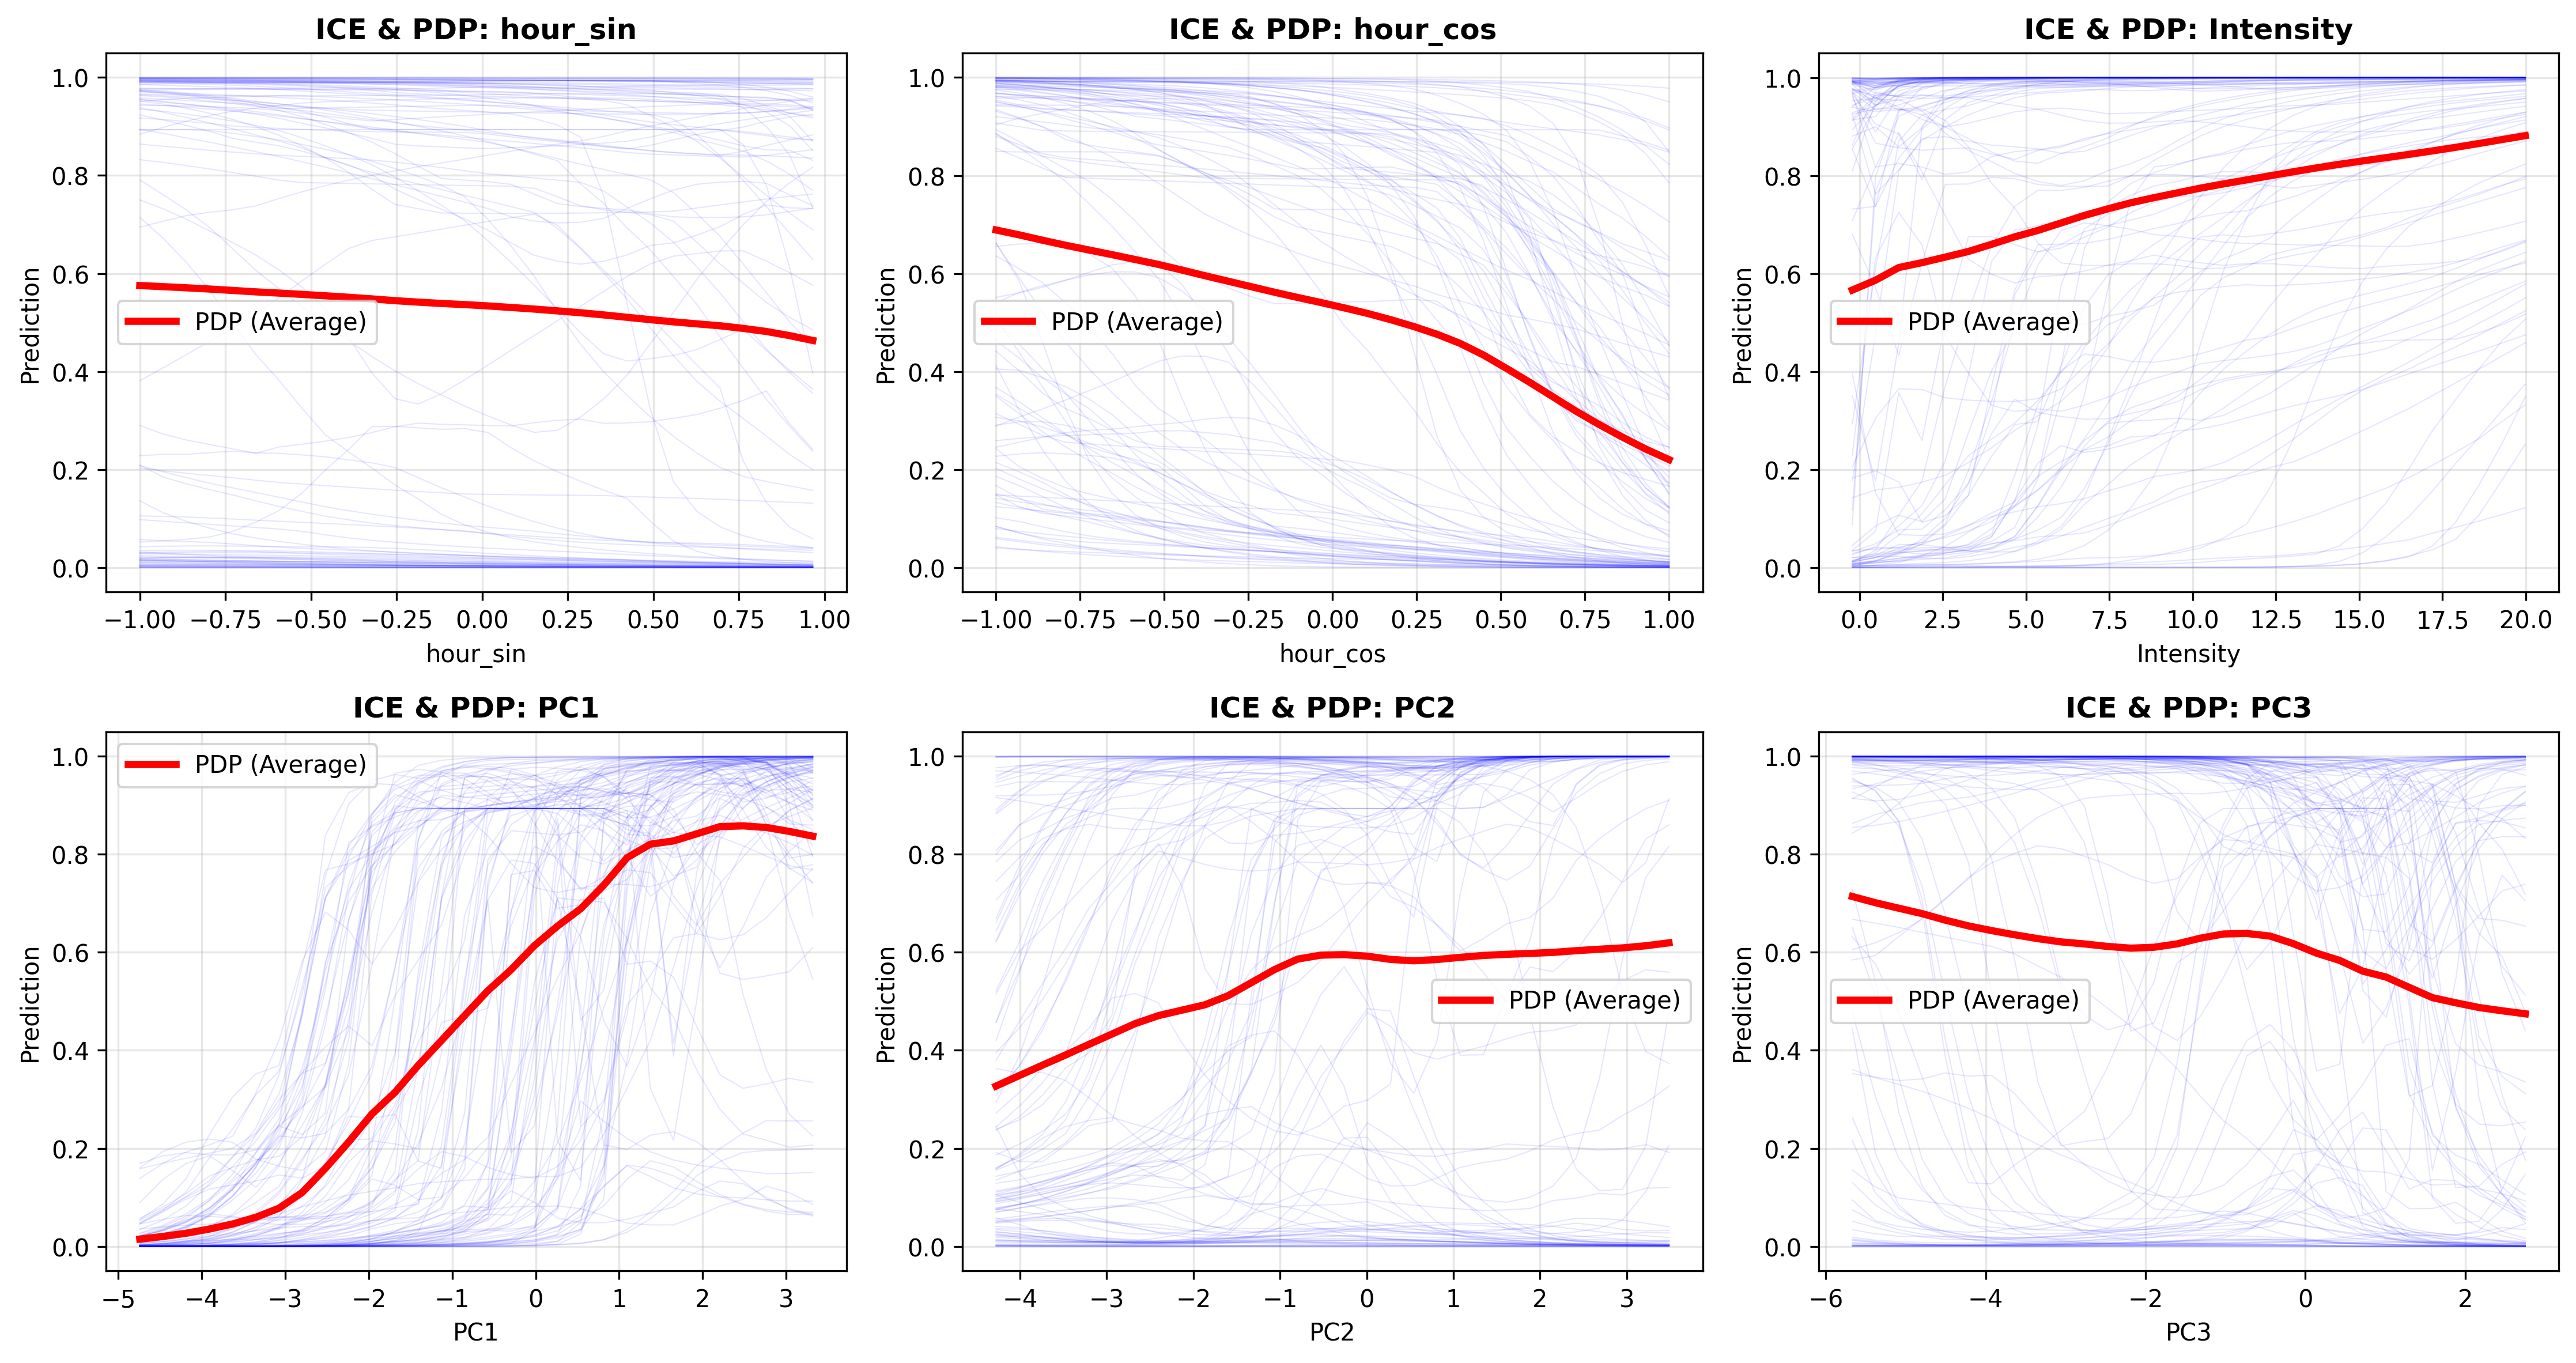 ICE & PDP: hour_sin
ICE & PDP: hour_cos
ICE & PDP: Intensity
Prediction
1.0
0.8
0.6
0.4
0.2
0.0
PDP (Average)
−1.00 −0.75 −0.50 −0.25 0.00 0.25 0.50 0.75 1.00
hour_sin
Prediction
1.0
0.8
0.6
0.4
0.2
0.0
PDP (Average)
−1.00 −0.75 −0.50 −0.25 0.00 0.25 0.50 0.75 1.00
hour_cos
Prediction
1.0
0.8
0.6
0.4
0.2
0.0
PDP (Average)
0.0 2.5 5.0 7.5 10.0 12.5 15.0 17.5 20.0
Intensity
ICE & PDP: PC1
ICE & PDP: PC2
ICE & PDP: PC3
Prediction
1.0
0.8
0.6
0.4
0.2
0.0
PDP (Average)
−5 −4 −3 −2 −1 0 1 2 3
PC1
Prediction
1.0
0.8
0.6
0.4
0.2
0.0
PDP (Average)
−4 −3 −2 −1 0 1 2 3
PC2
Prediction
1.0
0.8
0.6
0.4
0.2
0.0
PDP (Average)
−6 −4 −2 0 2
PC3